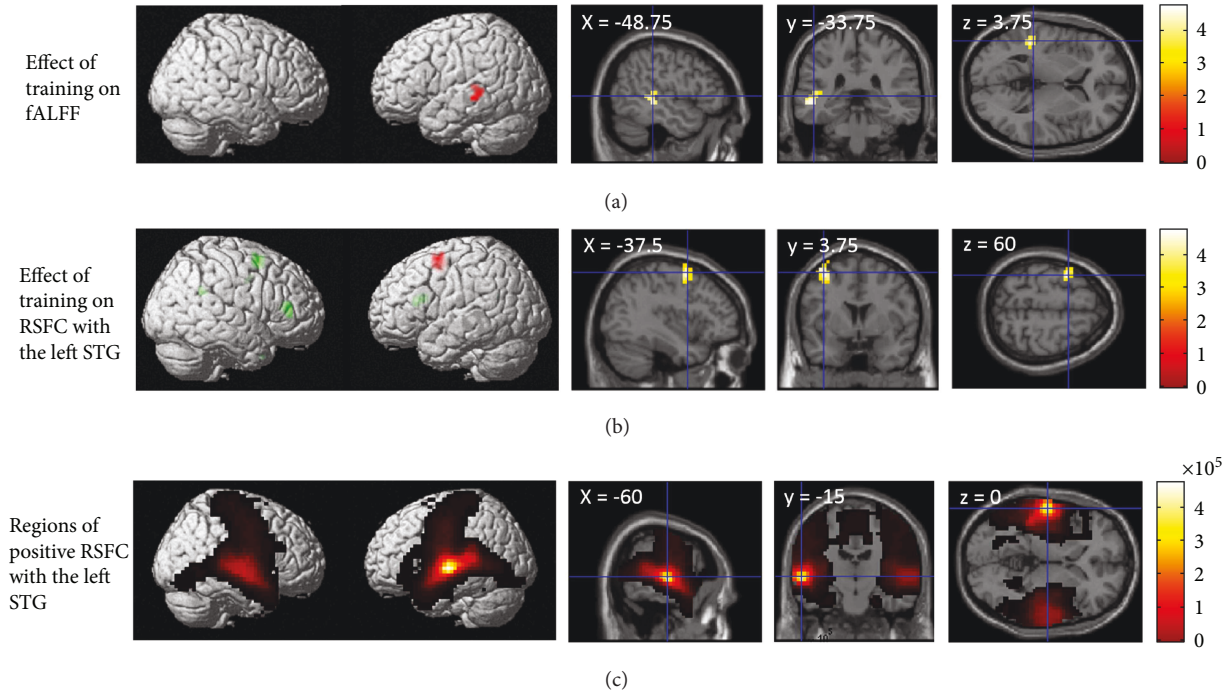 Effect of
training on
fALFF
X = -48.75
y = -33.75
z = 3.75
4
3
2
1
0
(a)
Effect of
training on
RSFC with
the left STG
X = -37.5
y = 3.75
z = 60
4
3
2
1
0
(b)
Regions of
positive RSFC
with the left
STG
X = -60
y = -15
z = 0
×10⁵
4
3
2
1
0
(c)